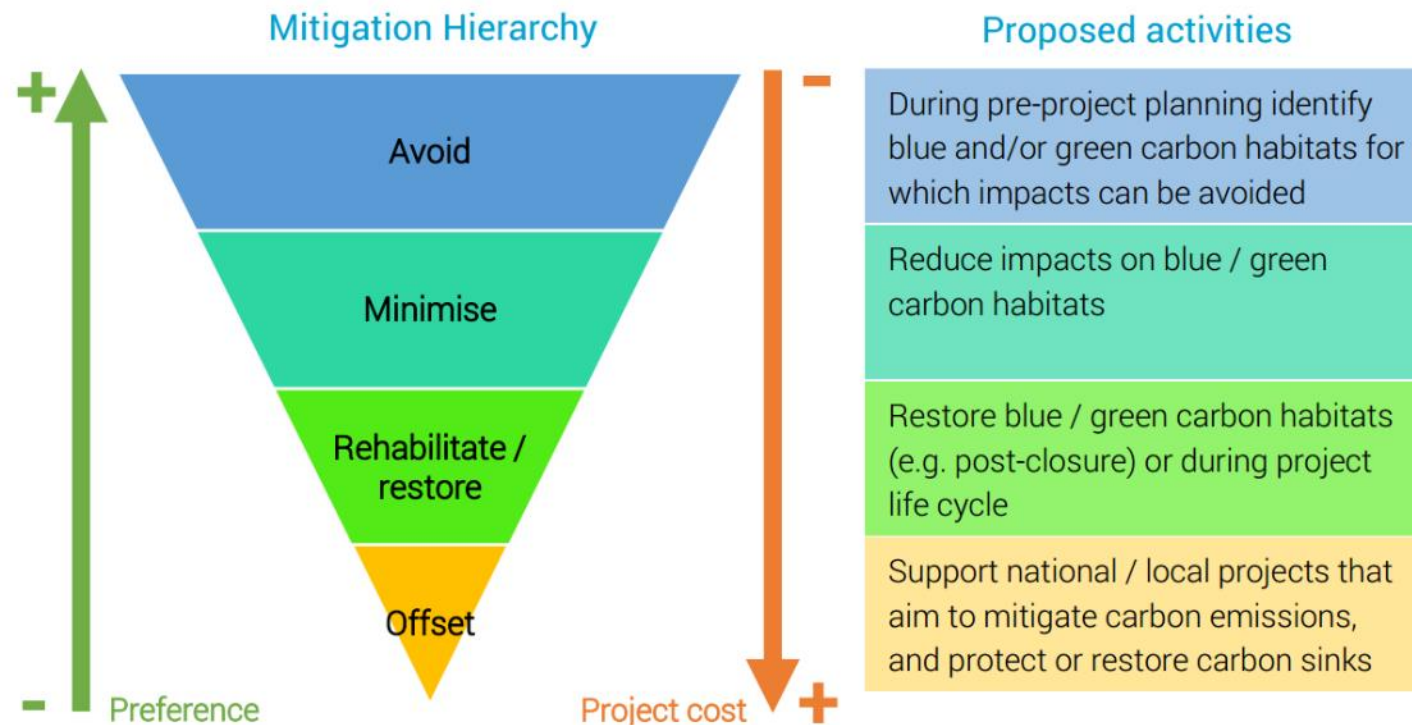 Mitigation Hierarchy
Proposed activities
+
-
Avoid
During pre-project planning identify
blue and/or green carbon habitats for
which impacts can be avoided
Minimise
Reduce impacts on blue / green
carbon habitats
Rehabilitate /
restore
Restore blue / green carbon habitats
(e.g. post-closure) or during project
life cycle
Offset
Support national / local projects that
aim to mitigate carbon emissions,
and protect or restore carbon sinks
- Preference
Project cost +